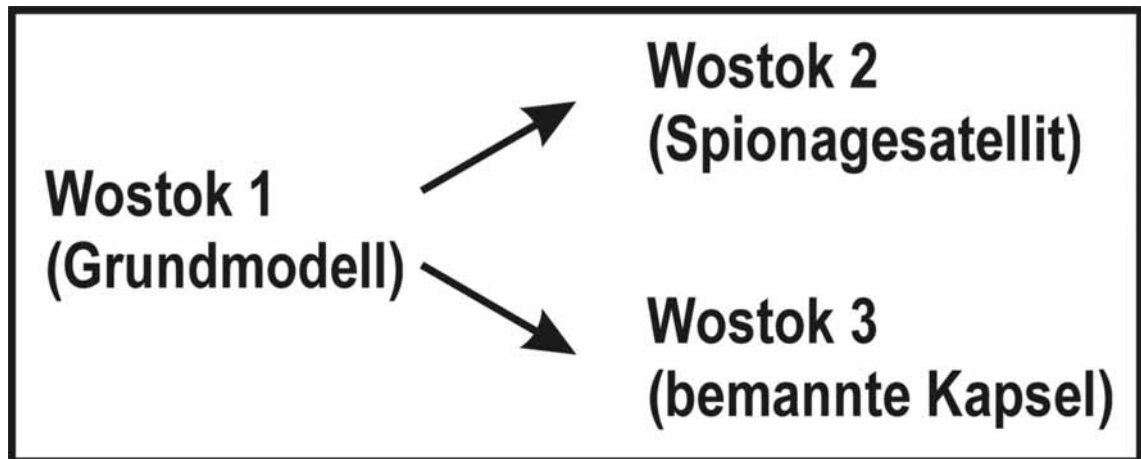 Wostok 1
(Grundmodell)
Wostok 2
(Spionagesatellit)
Wostok 3
(bemannte Kapsel)